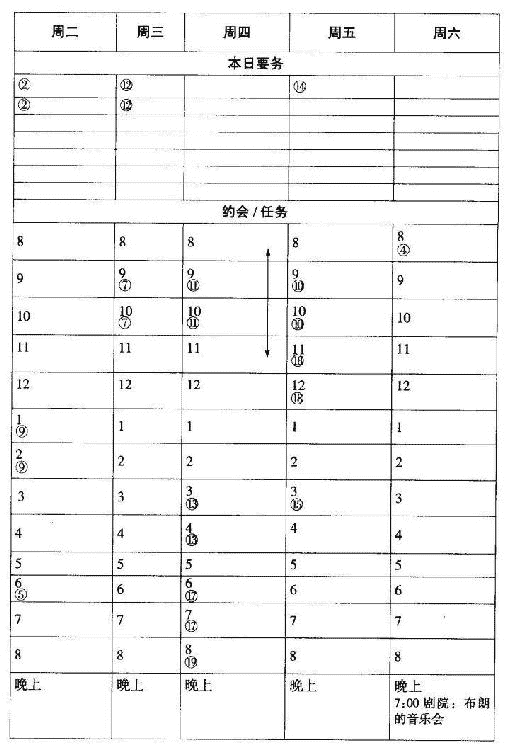 周二 周三 周四 周五 周六
本日要务
② ⑫ ⑭
② ⑫
约会/任务
8 8 8 8 8
④
9 9 9 9 9
⑦ ⑪ ⑩
10 10 10 10 10
⑦ ⑪ ⑩
11 11 11 11 11
⑱
12 12 12 12 12
⑱
1 1 1 1 1
⑨
2 2 2 2 2
⑨
3 3 3 3 3
⑬ ⑮
4 4 4 4 4
⑬
5 5 5 5 5
6 6 6 6 6
⑤ ⑰
7 7 7 7 7
⑰
8 8 8 8 8
⑲
晚上 晚上 晚上 晚上 晚上
7:00 剧院：布朗
的音乐会